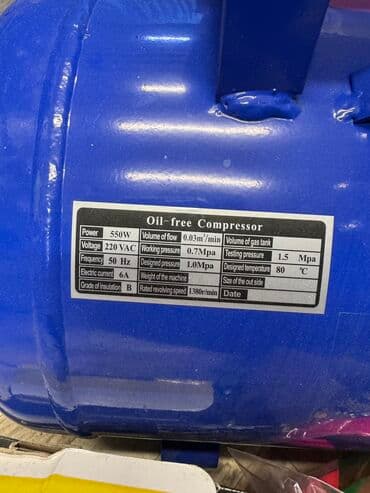 Oil-free Compressor
Power 550W Volume of flow 0.03m³/min Volume of gas tank
Voltage 220 VAC Working pressure 0.7Mpa Testing pressure 1.5 Mpa
Frequency 50 Hz Designed pressure 1.0Mpa Designed temperature 80 ℃
Electric current 6A Weight of the machine Size of the out side
Grade of insulation B Rated revolving speed 1380r/min Date